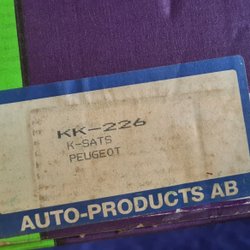 KK-226
K-SATS
PEUGEOT
AUTO-PRODUCTS AB